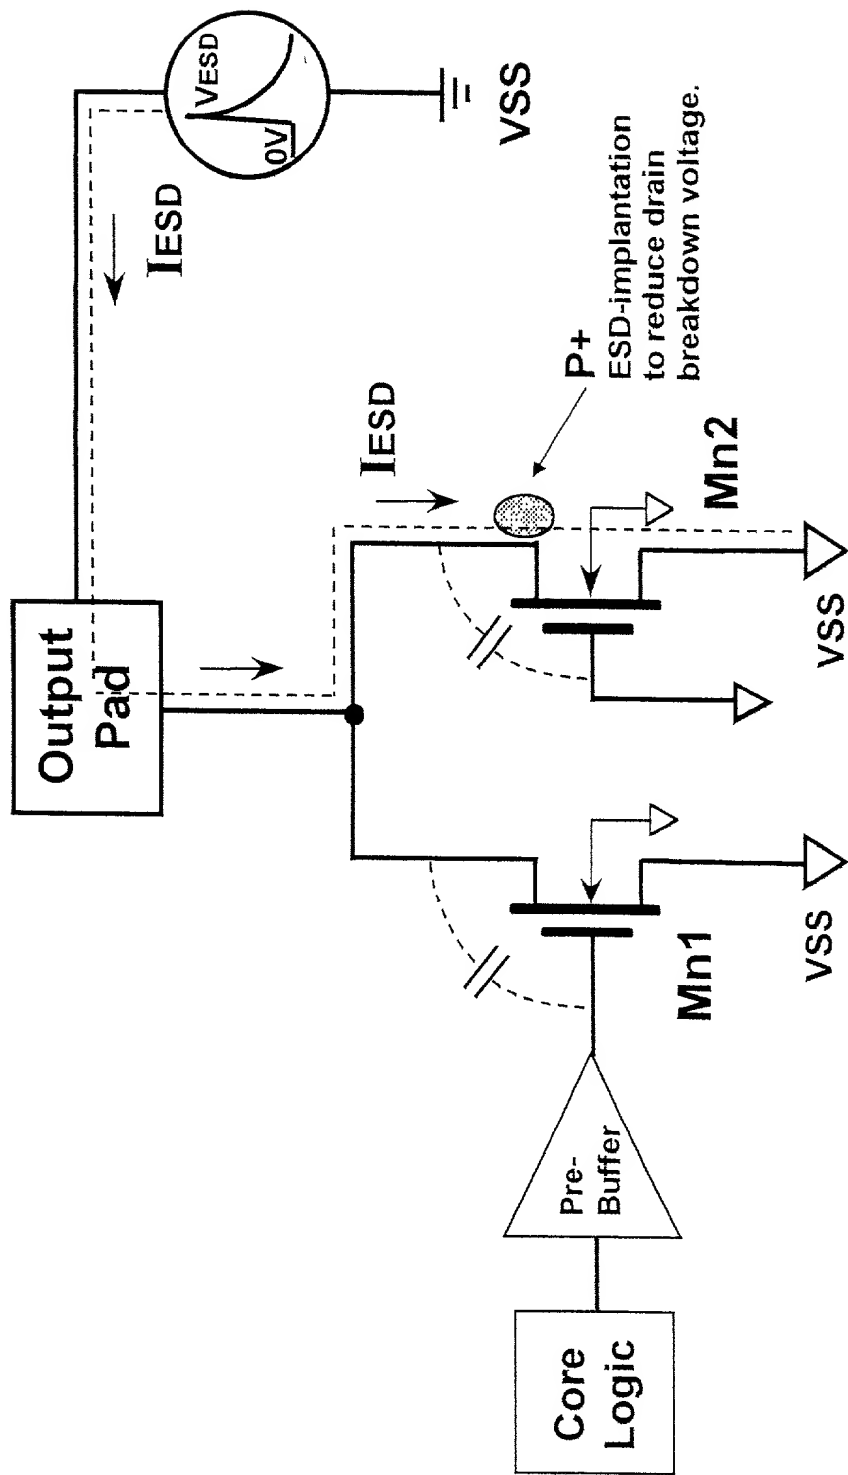 Output
Pad
VESD
0V
IESD
VSS
IESD
P+
ESD-implantation
to reduce drain
breakdown voltage.
Core
Logic
Pre-
Buffer
Mn1
Mn2
VSS
VSS